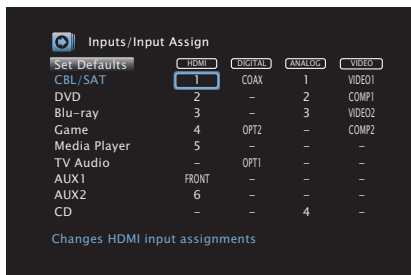 Inputs/Input Assign
Set Defaults HDMI DIGITAL ANALOG VIDEO
CBL/SAT 1 COAX 1 VIDEO1
DVD 2 – 2 COMP1
Blu-ray 3 – 3 VIDEO2
Game 4 OPT2 – COMP2
Media Player 5 – – –
TV Audio – OPT1 – –
AUX1 FRONT – – –
AUX2 6 – – –
CD – – 4 –
Changes HDMI input assignments